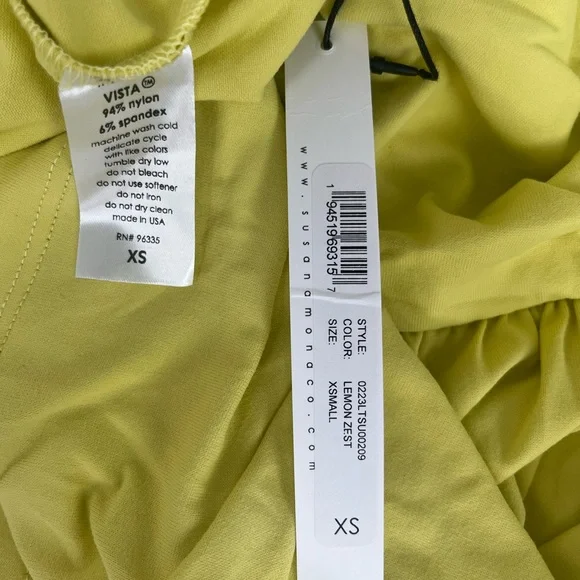 VISTA™
94% nylon
6% spandex
machine wash cold
delicate cycle
with like colors
tumble dry low
do not bleach
do not use softener
do not iron
do not dry clean
made in USA
RN# 96335
XS
www.susanamonaco.com
1 94519 69315 7
STYLE: 0223LTSU00209
COLOR: LEMON ZEST
SIZE: XSMALL
XS